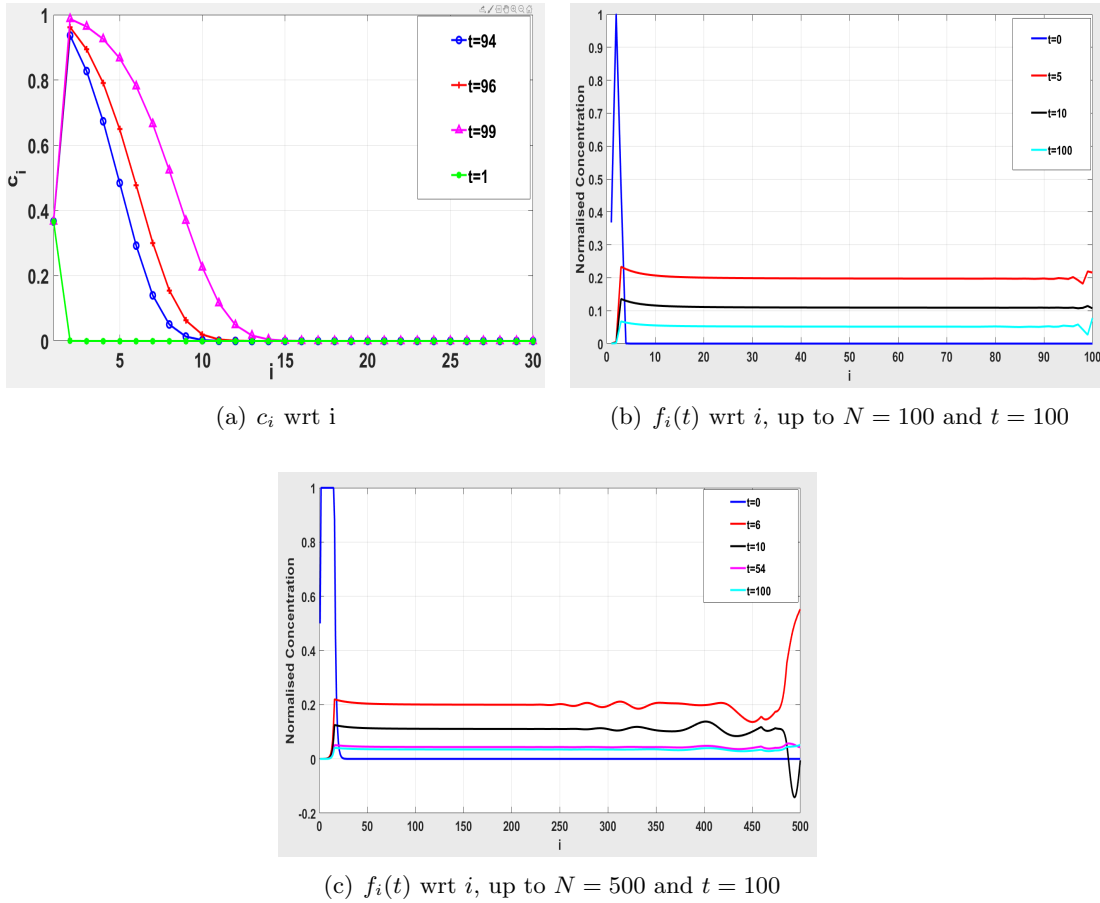 1
0.8
0.6
0.4
0.2
0
c_i
5
10
15
20
25
30
i
t=94
t=96
t=99
t=1
(a) c_i wrt i
1
0.9
0.8
0.7
0.6
0.5
0.4
0.3
0.2
0.1
0
Normalised Concentration
0
10
20
30
40
50
60
70
80
90
100
i
t=0
t=5
t=10
t=100
(b) f_i(t) wrt i, up to N = 100 and t = 100
1
0.8
0.6
0.4
0.2
0
-0.2
Normalised Concentration
0
50
100
150
200
250
300
350
400
450
500
i
t=0
t=6
t=10
t=54
t=100
(c) f_i(t) wrt i, up to N = 500 and t = 100